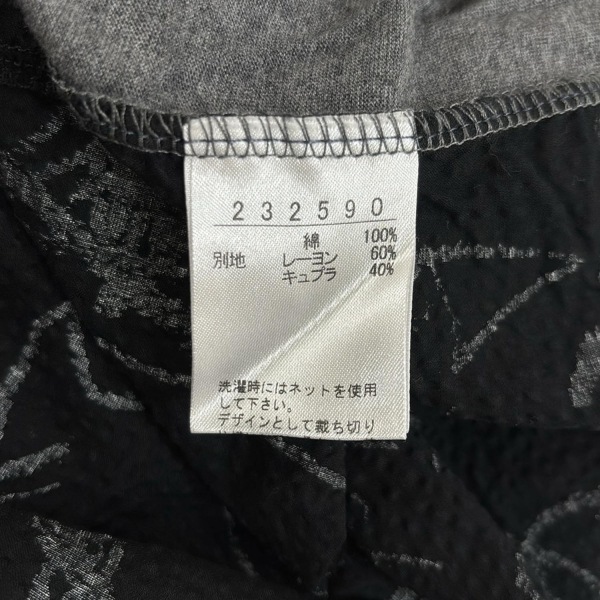 232590
綿 100%
別地 レーヨン 60%
キュプラ 40%
洗濯時にはネットを使用
して下さい。
デザインとして裁ち切り